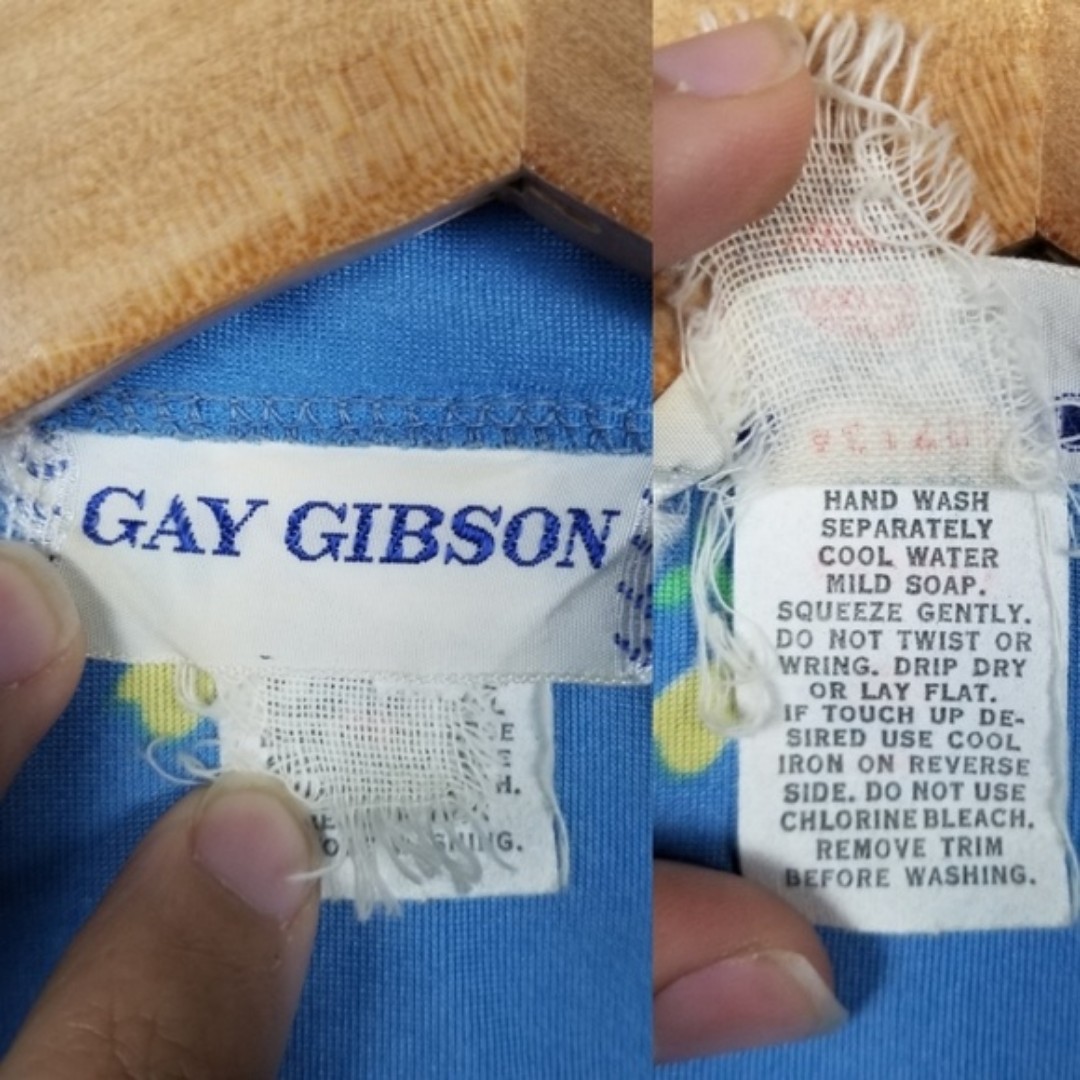 GAY GIBSON
HAND WASH
SEPARATELY
COOL WATER
MILD SOAP.
SQUEEZE GENTLY.
DO NOT TWIST OR
WRING. DRIP DRY
OR LAY FLAT.
IF TOUCH UP DE-
SIRED USE COOL
IRON ON REVERSE
SIDE. DO NOT USE
CHLORINE BLEACH.
REMOVE TRIM
BEFORE WASHING.